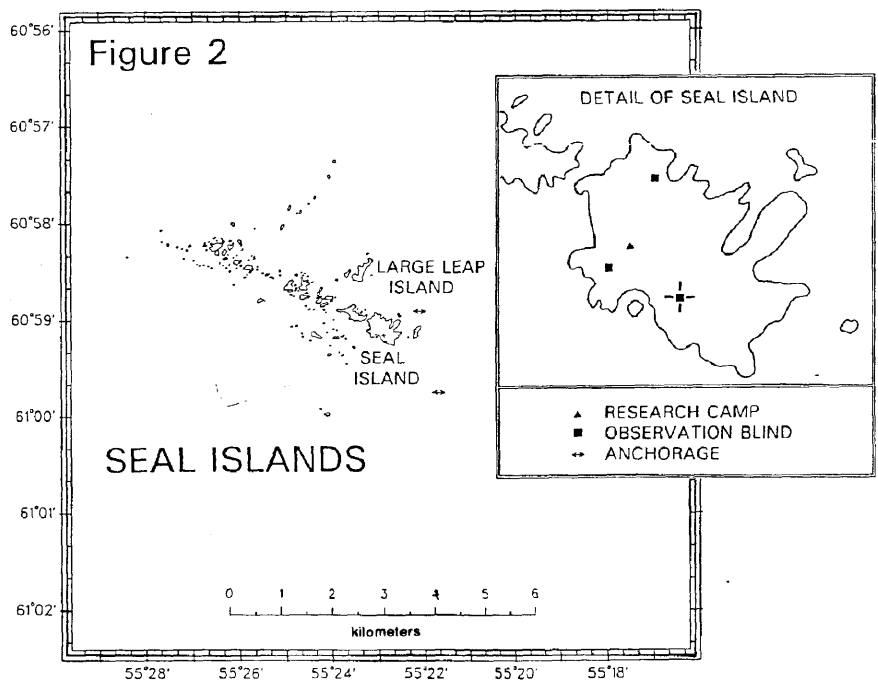 Figure 2
60°56'
60°57'
60°58'
60°59'
61°00'
61°01'
61°02'
LARGE LEAP
ISLAND
SEAL
ISLAND
SEAL ISLANDS
0 1 2 3 4 5 6
kilometers
55°28' 55°26' 55°24' 55°22' 55°20' 55°18'
DETAIL OF SEAL ISLAND
RESEARCH CAMP
OBSERVATION BLIND
ANCHORAGE